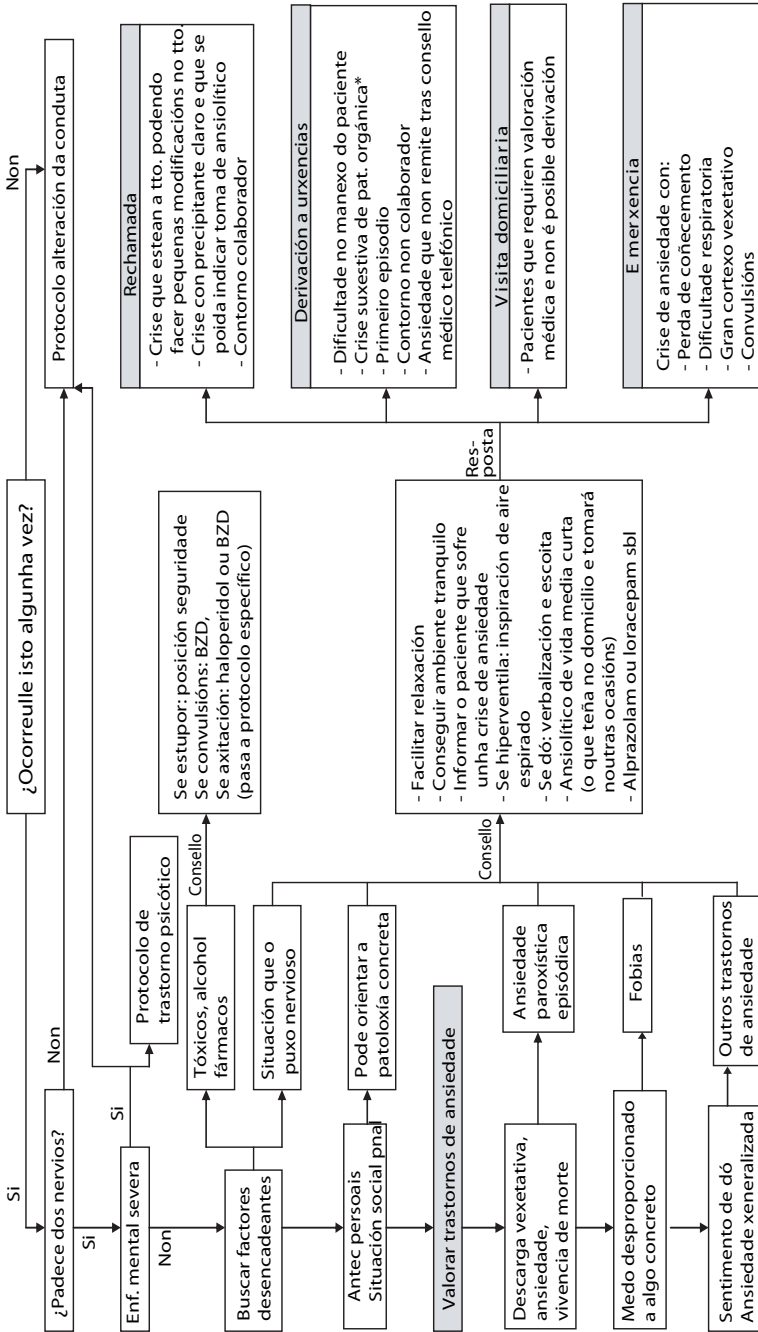 ¿Ocorreulle isto algunha vez?
Si
Non
¿Padece dos nervios?
Non
Si
Protocolo alteración da conduta
Enf. mental severa
Si
Non
Protocolo de
trastorno psicótico
Buscar factores
desencadeantes
Tóxicos, alcohol
fármacos
Consello
Se estupor: posición seguridade
Se convulsións: BZD,
Se axitación: haloperidol ou BZD
(pasa a protocolo específico)
Situación que o
puxo nervioso
Antec persoais
Situación social pnal
Pode orientar a
patoloxía concreta
Valorar trastornos de ansiedade
Descarga vexetativa,
ansiedade,
vivencia de morte
Ansiedade
paroxística
episódica
Medo desproporcionado
a algo concreto
Fobias
Sentimento de dó
Ansiedade xeneralizada
Outros trastornos
de ansiedade
Consello
- Facilitar relaxación
- Conseguir ambiente tranquilo
- Informar o paciente que sofre
unha crise de ansiedade
- Se hiperventila: inspiración de aire
espirado
- Se dó: verbalización e escoita
- Ansiolítico de vida media curta
(o que teña no domicilio e tomará
noutras ocasións)
- Alprazolam ou loracepam sbl
Res-
posta
Rechamada
- Crise que estean a tto. podendo
facer pequenas modificacións no tto.
- Crise con precipitante claro e que se
poida indicar toma de ansiolítico
- Contorno colaborador
Derivación a urxencias
- Dificultade no manexo do paciente
- Crise suxestiva de pat. orgánica*
- Primeiro episodio
- Contorno non colaborador
- Ansiedade que non remite tras consello
médico telefónico
Visita domiciliaria
- Pacientes que requiren valoración
médica e non é posible derivación
E merxencia
Crise de ansiedade con:
- Perda de coñecemento
- Dificultade respiratoria
- Gran cortexo vexetativo
- Convulsións